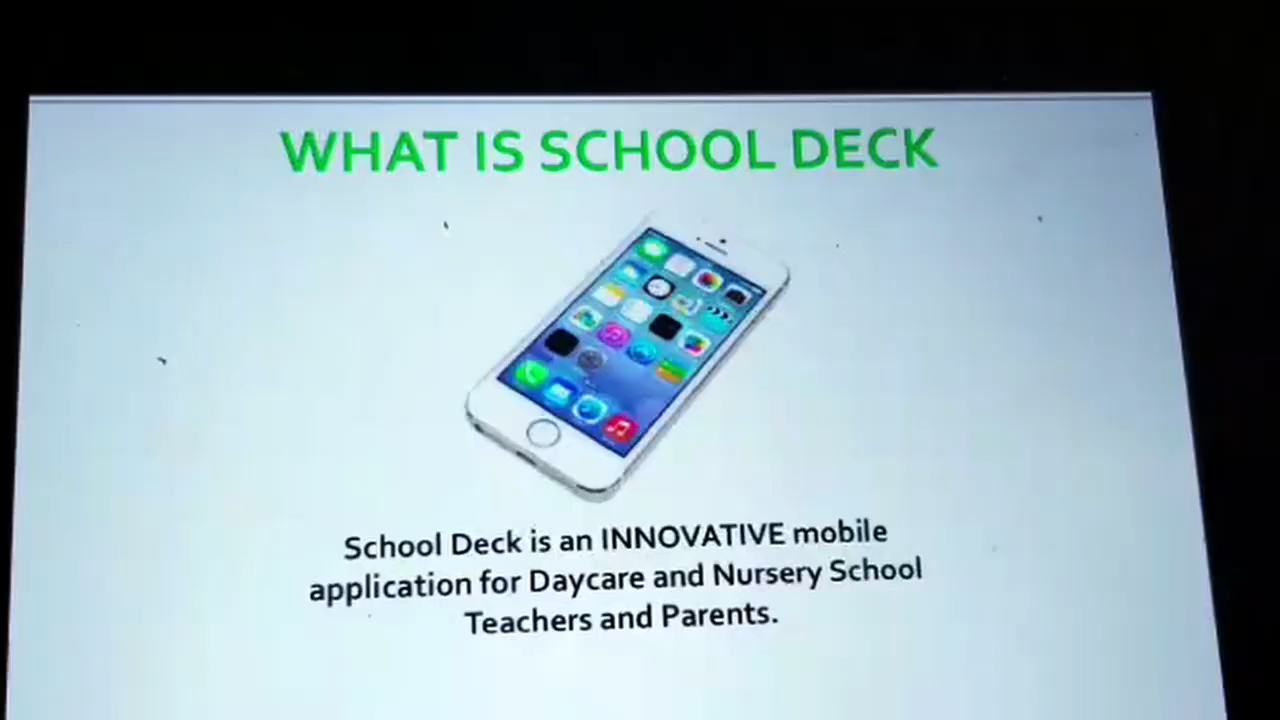 WHAT IS SCHOOL DECK
School Deck is an INNOVATIVE mobile
application for Daycare and Nursery School
Teachers and Parents.